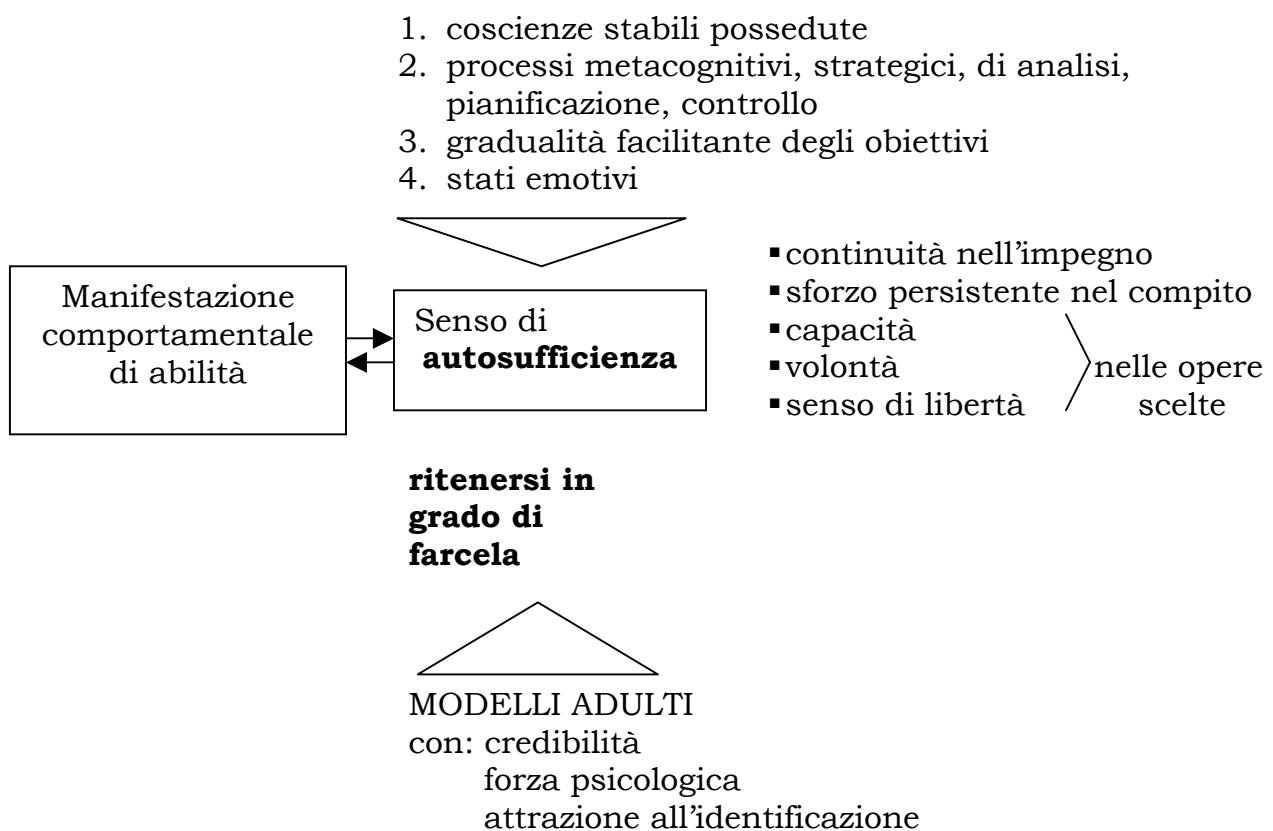 1. coscienze stabili possedute
2. processi metacognitivi, strategici, di analisi,
pianificazione, controllo
3. gradualità facilitante degli obiettivi
4. stati emotivi
Manifestazione
comportamentale
di abilità
Senso di
autosufficienza
▪continuità nell’impegno
▪sforzo persistente nel compito
▪capacità
▪volontà
▪senso di libertà
nelle opere
scelte
ritenersi in
grado di
farcela
MODELLI ADULTI
con: credibilità
forza psicologica
attrazione all’identificazione